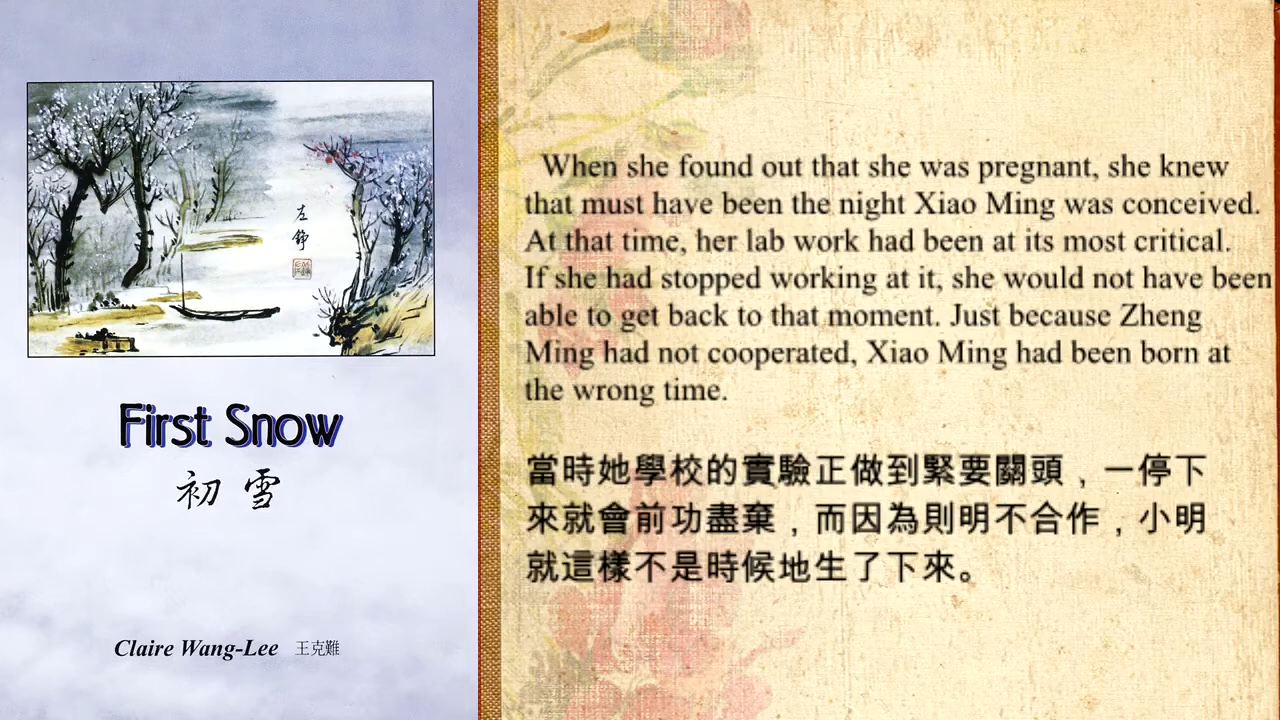 左錚
First Snow
初雪
Claire Wang-Lee 王克難
When she found out that she was pregnant, she knew
that must have been the night Xiao Ming was conceived.
At that time, her lab work had been at its most critical.
If she had stopped working at it, she would not have been
able to get back to that moment. Just because Zheng
Ming had not cooperated, Xiao Ming had been born at
the wrong time.
當時她學校的實驗正做到緊要關頭，一停下
來就會前功盡棄，而因為則明不合作，小明
就這樣不是時候地生了下來。